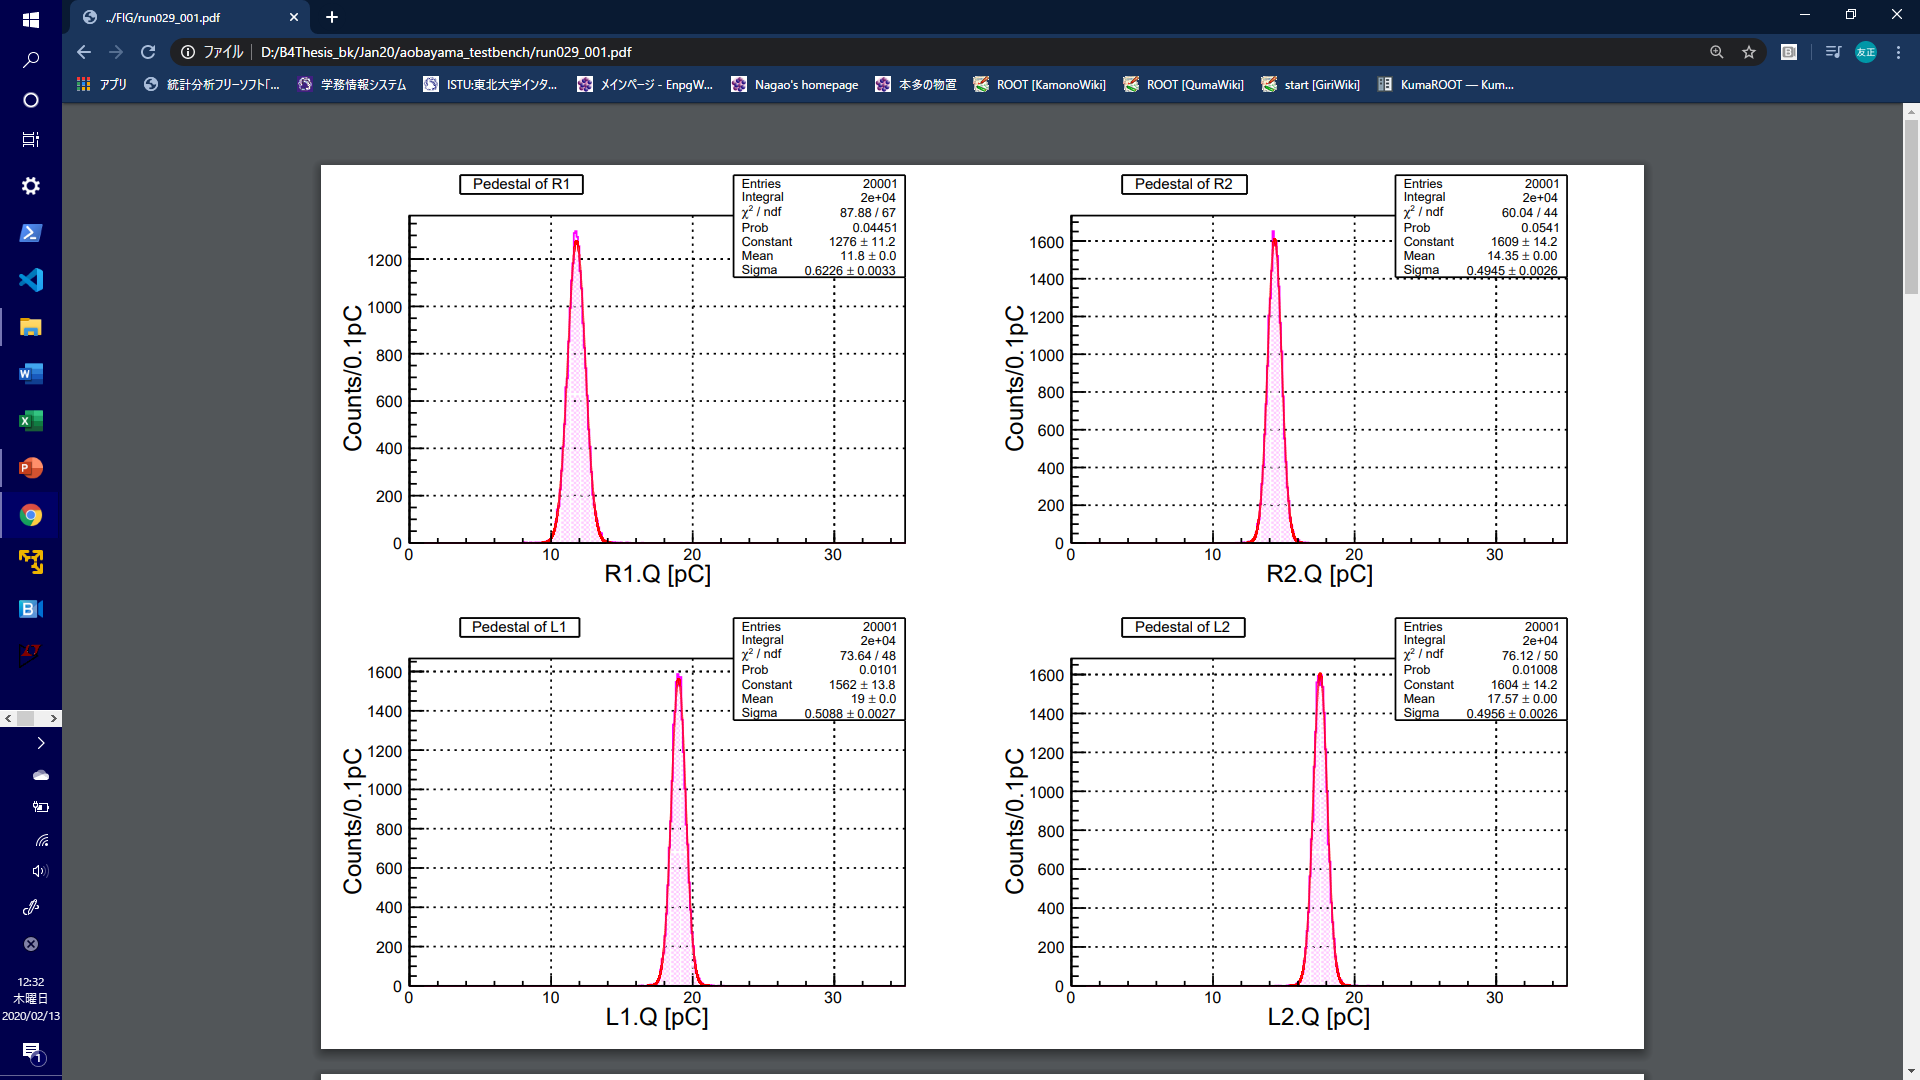 ../FIG/run029_001.pdf
ファイル D:/B4Thesis_bk/Jan20/aobayama_testbench/run029_001.pdf
友正
アプリ 統計分析フリーソフト「... 学務情報システム ISTU:東北大学インタ... メインページ - EnpgW... Nagao's homepage 本多の物置 ROOT [KamonoWiki] ROOT [QumaWiki] start [GiriWiki] KumaROOT — Kum...
Pedestal of R1
Entries 20001
Integral 2e+04
χ² / ndf 87.88 / 67
Prob 0.04451
Constant 1276 ± 11.2
Mean 11.8 ± 0.0
Sigma 0.6226 ± 0.0033
Counts/0.1pC
1200
1000
800
600
400
200
0
0 10 20 30
R1.Q [pC]
Pedestal of R2
Entries 20001
Integral 2e+04
χ² / ndf 60.04 / 44
Prob 0.0541
Constant 1609 ± 14.2
Mean 14.35 ± 0.00
Sigma 0.4945 ± 0.0026
Counts/0.1pC
1600
1400
1200
1000
800
600
400
200
0
0 10 20 30
R2.Q [pC]
Pedestal of L1
Entries 20001
Integral 2e+04
χ² / ndf 73.64 / 48
Prob 0.0101
Constant 1562 ± 13.8
Mean 19 ± 0.0
Sigma 0.5088 ± 0.0027
Counts/0.1pC
1600
1400
1200
1000
800
600
400
200
0
0 10 20 30
L1.Q [pC]
Pedestal of L2
Entries 20001
Integral 2e+04
χ² / ndf 76.12 / 50
Prob 0.01008
Constant 1604 ± 14.2
Mean 17.57 ± 0.00
Sigma 0.4956 ± 0.0026
Counts/0.1pC
1600
1400
1200
1000
800
600
400
200
0
0 10 20 30
L2.Q [pC]
12:32
木曜日
2020/02/13
1